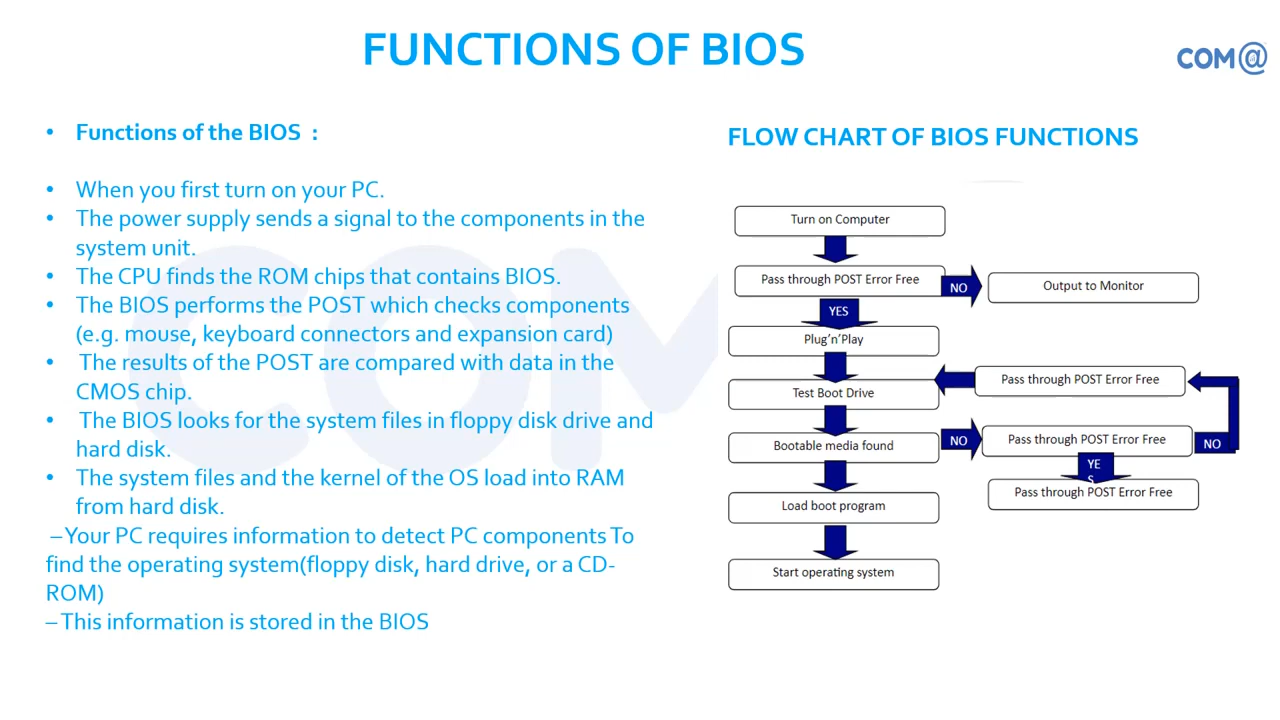 FUNCTIONS OF BIOS
COM@
• Functions of the BIOS :
• When you first turn on your PC.
• The power supply sends a signal to the components in the
system unit.
• The CPU finds the ROM chips that contains BIOS.
• The BIOS performs the POST which checks components
(e.g. mouse, keyboard connectors and expansion card)
• The results of the POST are compared with data in the
CMOS chip.
• The BIOS looks for the system files in floppy disk drive and
hard disk.
• The system files and the kernel of the OS load into RAM
from hard disk.
–Your PC requires information to detect PC components To
find the operating system(floppy disk, hard drive, or a CD-
ROM)
–This information is stored in the BIOS
FLOW CHART OF BIOS FUNCTIONS
Turn on Computer
Pass through POST Error Free
NO
Output to Monitor
YES
Plug'n'Play
Test Boot Drive
Pass through POST Error Free
Bootable media found
NO
Pass through POST Error Free
NO
YE
S
Pass through POST Error Free
Load boot program
Start operating system
COM